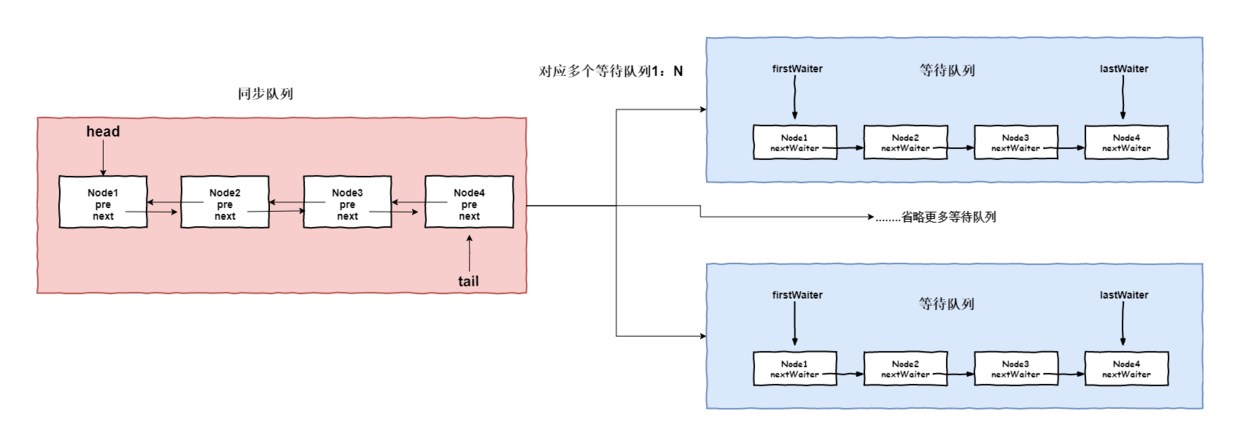 同步队列
head
Node1
pre
next
Node2
pre
next
Node3
pre
next
Node4
pre
next
tail
对应多个等待队列1：N
firstWaiter
等待队列
lastWaiter
Node1
nextWaiter
Node2
nextWaiter
Node3
nextWaiter
Node4
nextWaiter
........省略更多等待队列
firstWaiter
等待队列
lastWaiter
Node1
nextWaiter
Node2
nextWaiter
Node3
nextWaiter
Node4
nextWaiter